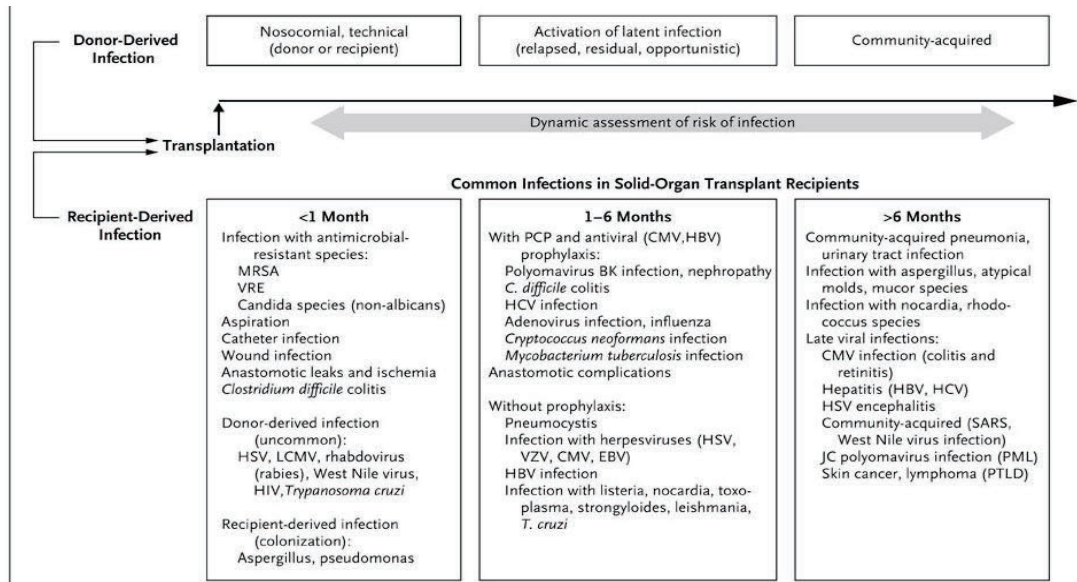 Donor-Derived
Infection
Nosocomial, technical
(donor or recipient)
Activation of latent infection
(relapsed, residual, opportunistic)
Community-acquired
Dynamic assessment of risk of infection
Transplantation
Common Infections in Solid-Organ Transplant Recipients
Recipient-Derived
Infection
<1 Month
Infection with antimicrobial-
resistant species:
MRSA
VRE
Candida species (non-albicans)
Aspiration
Catheter infection
Wound infection
Anastomotic leaks and ischemia
Clostridium difficile colitis
Donor-derived infection
(uncommon):
HSV, LCMV, rhabdovirus
(rabies), West Nile virus,
HIV,Trypanosoma cruzi
Recipient-derived infection
(colonization):
Aspergillus, pseudomonas
1–6 Months
With PCP and antiviral (CMV,HBV)
prophylaxis:
Polyomavirus BK infection, nephropathy
C. difficile colitis
HCV infection
Adenovirus infection, influenza
Cryptococcus neoformans infection
Mycobacterium tuberculosis infection
Anastomotic complications
Without prophylaxis:
Pneumocystis
Infection with herpesviruses (HSV,
VZV, CMV, EBV)
HBV infection
Infection with listeria, nocardia, toxo-
plasma, strongyloides, leishmania,
T. cruzi
>6 Months
Community-acquired pneumonia,
urinary tract infection
Infection with aspergillus, atypical
molds, mucor species
Infection with nocardia, rhodo-
coccus species
Late viral infections:
CMV infection (colitis and
retinitis)
Hepatitis (HBV, HCV)
HSV encephalitis
Community-acquired (SARS,
West Nile virus infection)
JC polyomavirus infection (PML)
Skin cancer, lymphoma (PTLD)